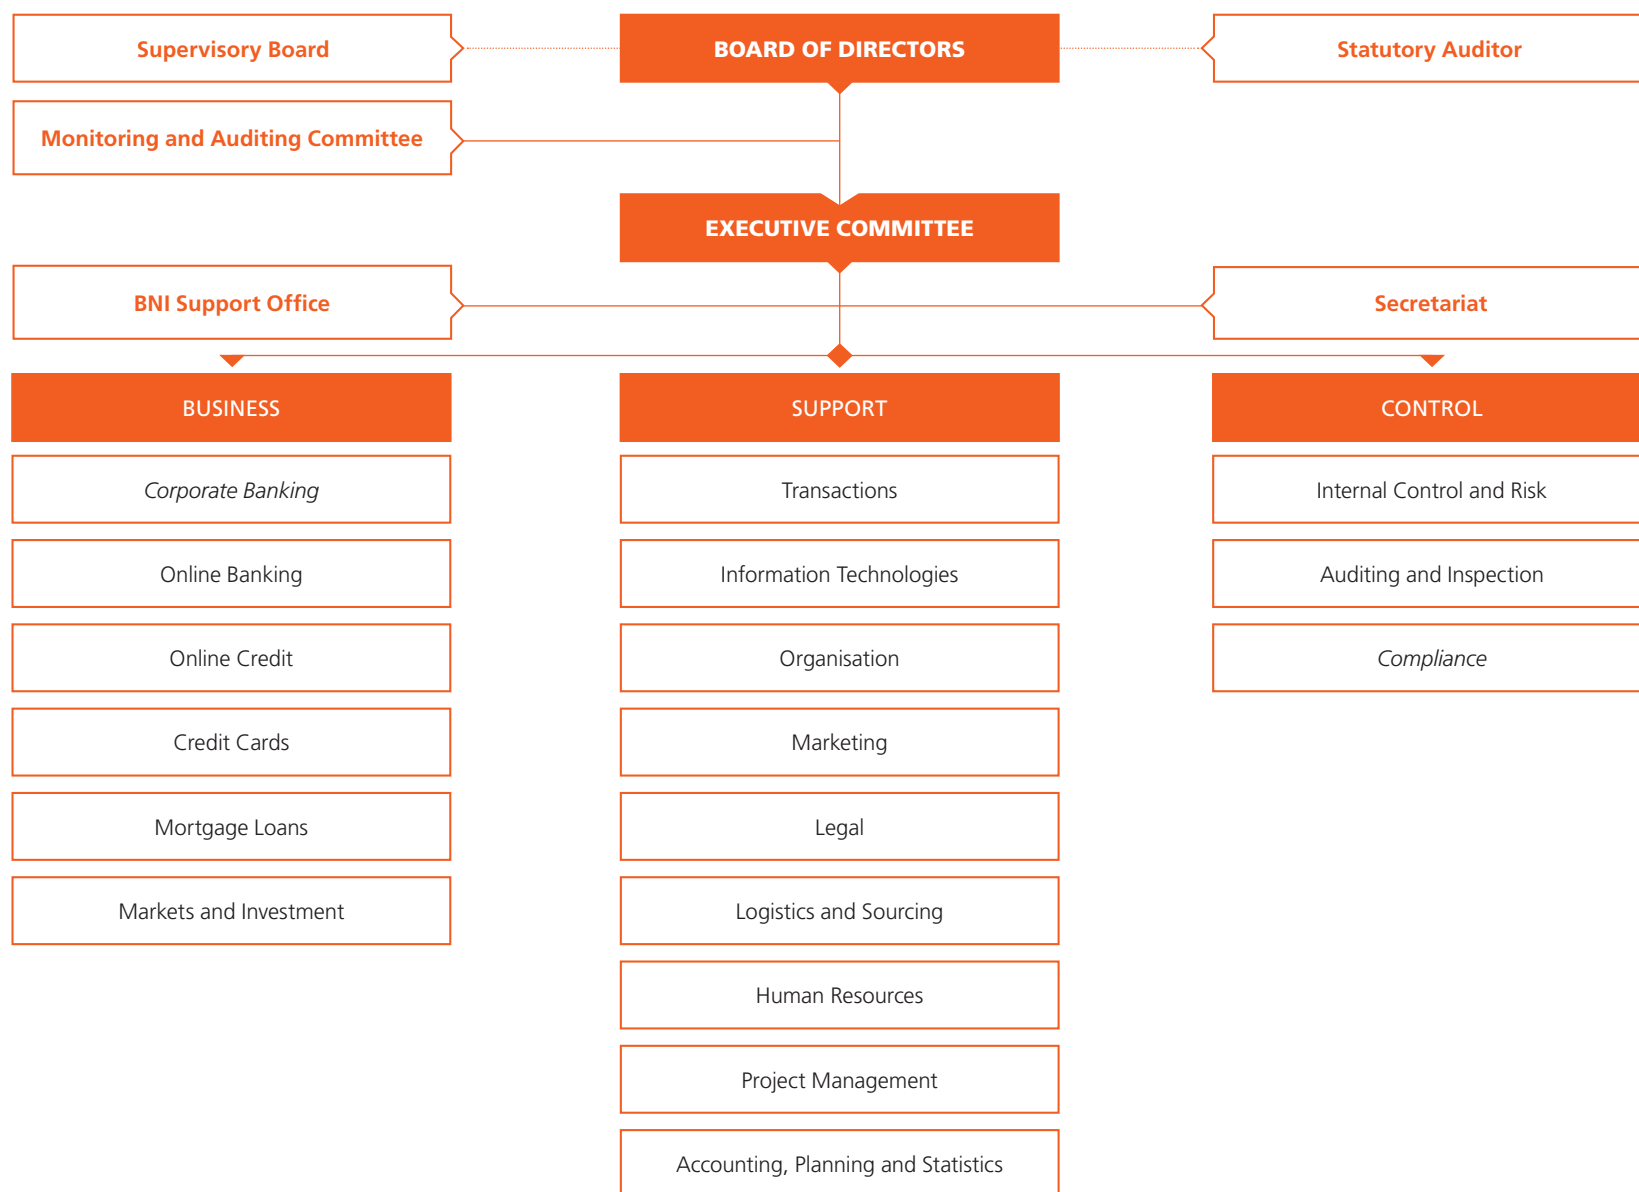 Supervisory Board
BOARD OF DIRECTORS
Statutory Auditor
Monitoring and Auditing Committee
EXECUTIVE COMMITTEE
BNI Support Office
Secretariat
BUSINESS
Corporate Banking
Online Banking
Online Credit
Credit Cards
Mortgage Loans
Markets and Investment
SUPPORT
Transactions
Information Technologies
Organisation
Marketing
Legal
Logistics and Sourcing
Human Resources
Project Management
Accounting, Planning and Statistics
CONTROL
Internal Control and Risk
Auditing and Inspection
Compliance